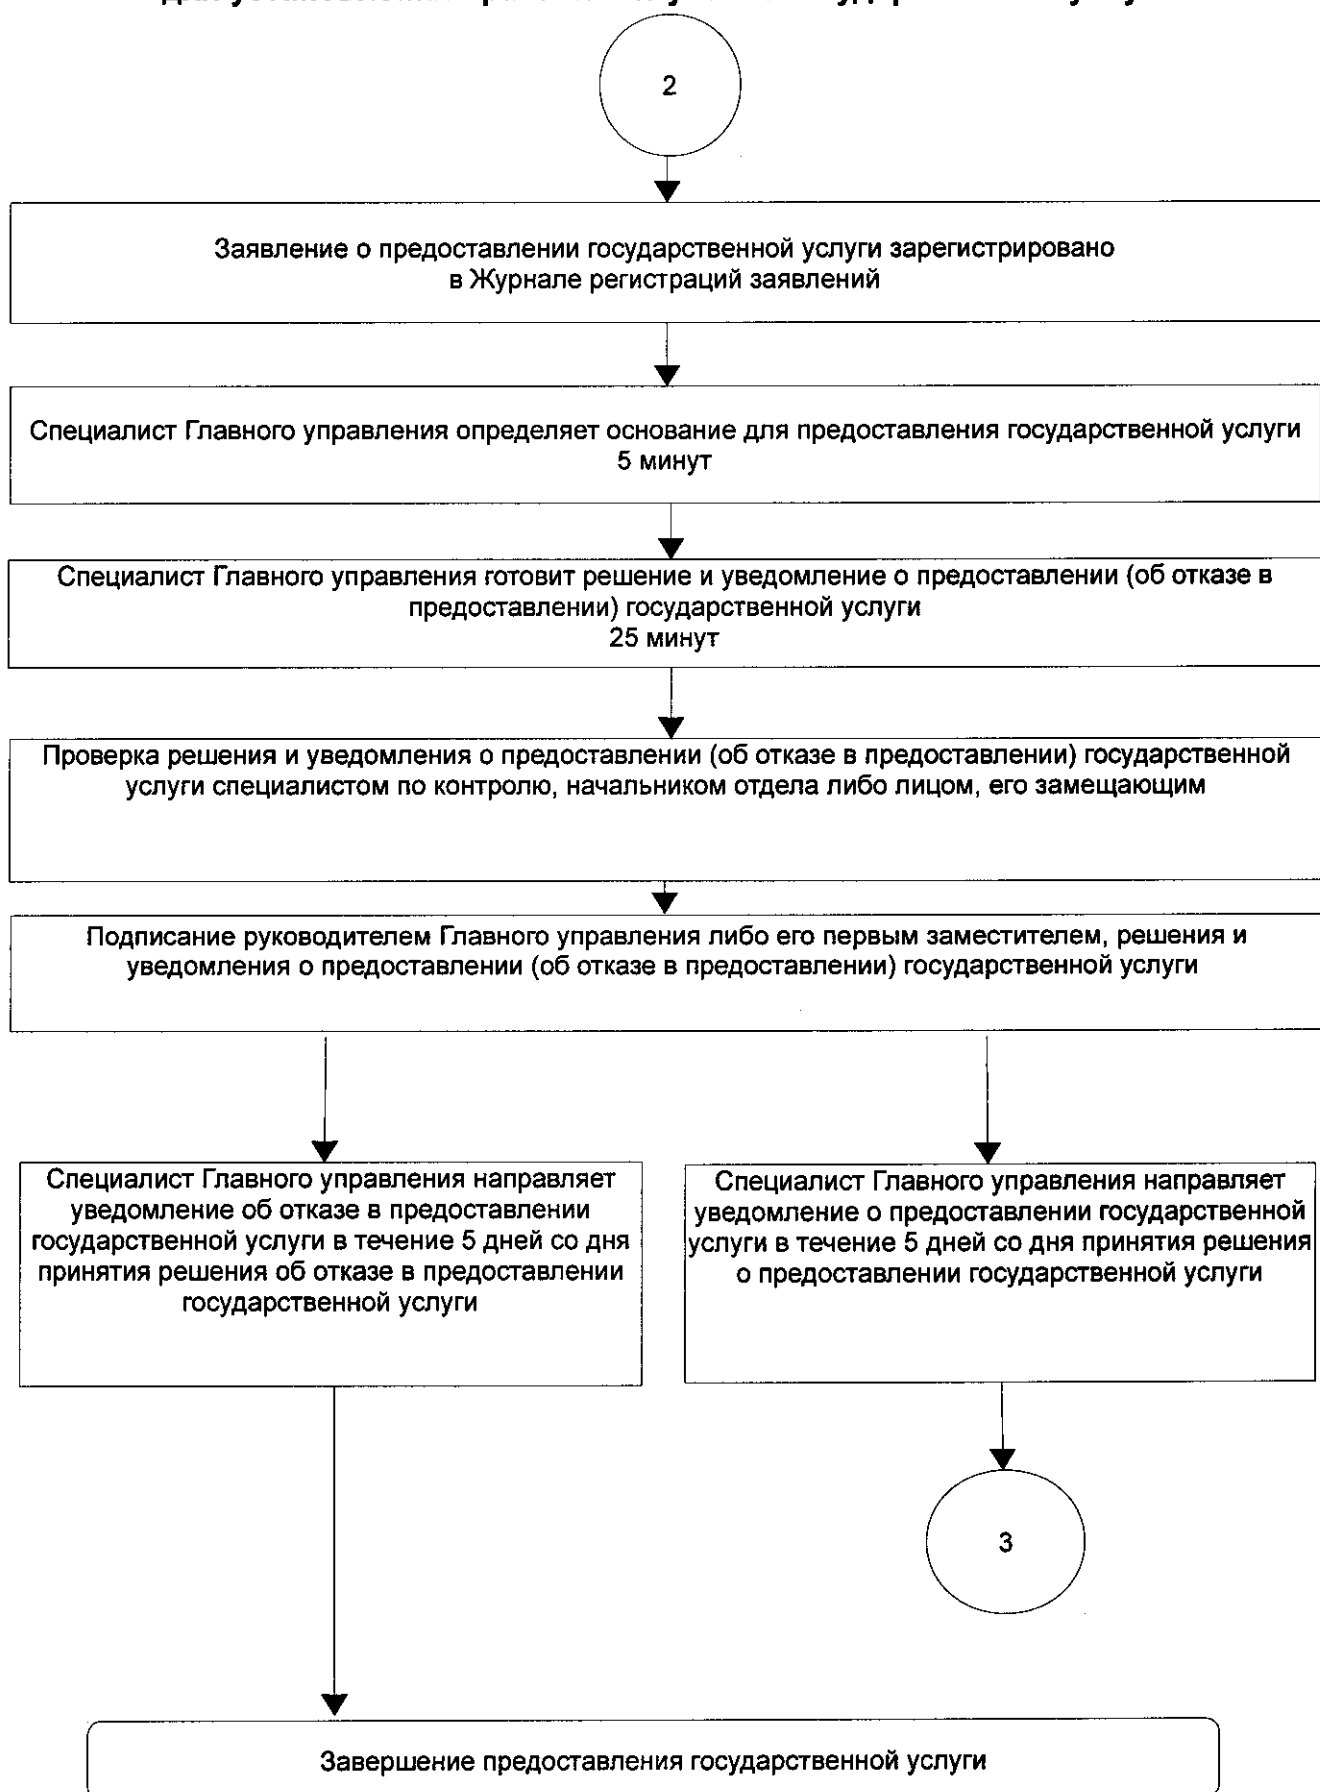 2
Заявление о предоставлении государственной услуги зарегистрировано
в Журнале регистраций заявлений
Специалист Главного управления определяет основание для предоставления государственной услуги
5 минут
Специалист Главного управления готовит решение и уведомление о предоставлении (об отказе в
предоставлении) государственной услуги
25 минут
Проверка решения и уведомления о предоставлении (об отказе в предоставлении) государственной
услуги специалистом по контролю, начальником отдела либо лицом, его замещающим
Подписание руководителем Главного управления либо его первым заместителем, решения и
уведомления о предоставлении (об отказе в предоставлении) государственной услуги
Специалист Главного управления направляет
уведомление об отказе в предоставлении
государственной услуги в течение 5 дней со дня
принятия решения об отказе в предоставлении
государственной услуги
Специалист Главного управления направляет
уведомление о предоставлении государственной
услуги в течение 5 дней со дня принятия решения
о предоставлении государственной услуги
3
Завершение предоставления государственной услуги